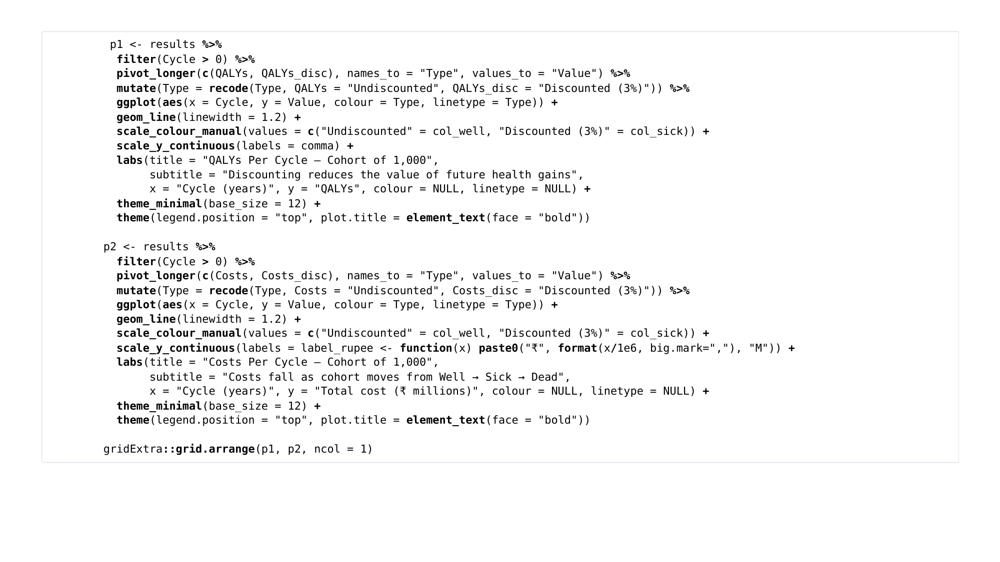 p1 <- results %>%
filter(Cycle > 0) %>%
pivot_longer(c(QALYs, QALYs_disc), names_to = "Type", values_to = "Value") %>%
mutate(Type = recode(Type, QALYs = "Undiscounted", QALYs_disc = "Discounted (3%)")) %>%
ggplot(aes(x = Cycle, y = Value, colour = Type, linetype = Type)) +
geom_line(linewidth = 1.2) +
scale_colour_manual(values = c("Undiscounted" = col_well, "Discounted (3%)" = col_sick)) +
scale_y_continuous(labels = comma) +
labs(title = "QALYs Per Cycle — Cohort of 1,000",
subtitle = "Discounting reduces the value of future health gains",
x = "Cycle (years)", y = "QALYs", colour = NULL, linetype = NULL) +
theme_minimal(base_size = 12) +
theme(legend.position = "top", plot.title = element_text(face = "bold"))
p2 <- results %>%
filter(Cycle > 0) %>%
pivot_longer(c(Costs, Costs_disc), names_to = "Type", values_to = "Value") %>%
mutate(Type = recode(Type, Costs = "Undiscounted", Costs_disc = "Discounted (3%)")) %>%
ggplot(aes(x = Cycle, y = Value, colour = Type, linetype = Type)) +
geom_line(linewidth = 1.2) +
scale_colour_manual(values = c("Undiscounted" = col_well, "Discounted (3%)" = col_sick)) +
scale_y_continuous(labels = label_rupee <- function(x) paste0("₹", format(x/1e6, big.mark=","), "M")) +
labs(title = "Costs Per Cycle — Cohort of 1,000",
subtitle = "Costs fall as cohort moves from Well → Sick → Dead",
x = "Cycle (years)", y = "Total cost (₹ millions)", colour = NULL, linetype = NULL) +
theme_minimal(base_size = 12) +
theme(legend.position = "top", plot.title = element_text(face = "bold"))
gridExtra::grid.arrange(p1, p2, ncol = 1)